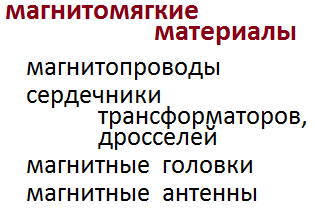 магнитомягкие
материалы
магнитопроводы
сердечники
трансформаторов,
дросселей
магнитные головки
магнитные антенны